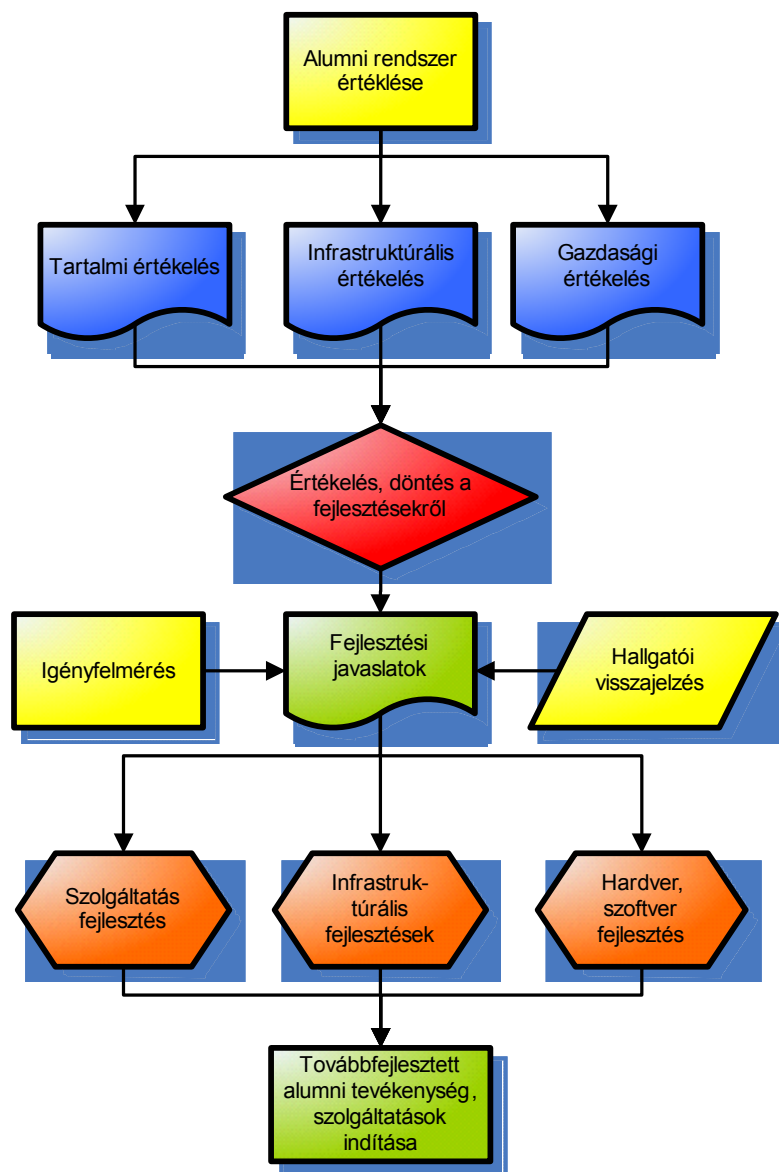 Alumni rendszer
értéklése
Tartalmi értékelés
Infrastruktúrális
értékelés
Gazdasági
értékelés
Értékelés, döntés a
fejlesztésekről
Igényfelmérés
Fejlesztési
javaslatok
Hallgatói
visszajelzés
Szolgáltatás
fejlesztés
Infrastruk-
túrális
fejlesztések
Hardver,
szoftver
fejlesztés
Továbbfejlesztett
alumni tevékenység,
szolgáltatások
indítása